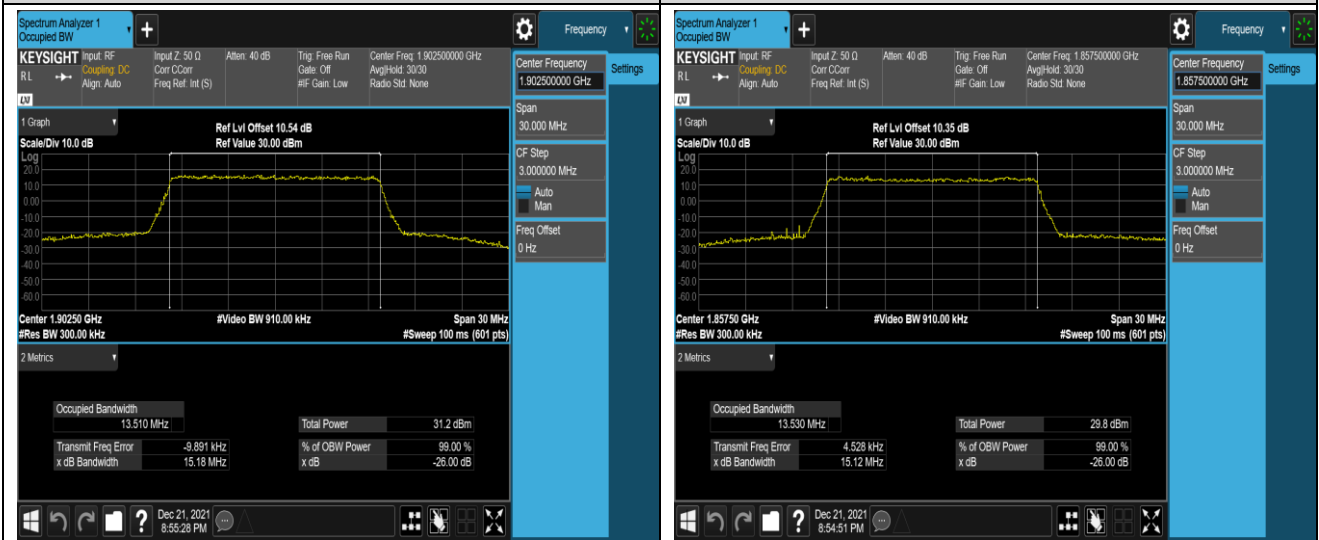 Spectrum Analyzer 1
Occupied BW
+
Frequency
KEYSIGHT
Input: RF
Coupling: DC
Align: Auto
Input Z: 50 Ω
Corr CCorr
Freq Ref: Int (S)
Atten: 40 dB
Trig: Free Run
Gate: Off
#IF Gain: Low
Center Freq: 1.902500000 GHz
Avg|Hold: 30/30
Radio Std: None
R L
LXI
Center Frequency
1.902500000 GHz
Settings
Span
30.000 MHz
CF Step
3.000000 MHz
Auto
Man
Freq Offset
0 Hz
1 Graph
Ref Lvl Offset 10.54 dB
Scale/Div 10.0 dB
Ref Value 30.00 dBm
Log
20.0
10.0
0.00
-10.0
-20.0
-30.0
-40.0
-50.0
-60.0
Center 1.90250 GHz
#Video BW 910.00 kHz
Span 30 MHz
#Res BW 300.00 kHz
#Sweep 100 ms (601 pts)
2 Metrics
Occupied Bandwidth
13.510 MHz
Total Power
31.2 dBm
Transmit Freq Error
-9.891 kHz
% of OBW Power
99.00 %
x dB Bandwidth
15.18 MHz
x dB
-26.00 dB
?
Dec 21, 2021
8:55:28 PM
Spectrum Analyzer 1
Occupied BW
+
Frequency
KEYSIGHT
Input: RF
Coupling: DC
Align: Auto
Input Z: 50 Ω
Corr CCorr
Freq Ref: Int (S)
Atten: 40 dB
Trig: Free Run
Gate: Off
#IF Gain: Low
Center Freq: 1.857500000 GHz
Avg|Hold: 30/30
Radio Std: None
R L
LXI
Center Frequency
1.857500000 GHz
Settings
Span
30.000 MHz
CF Step
3.000000 MHz
Auto
Man
Freq Offset
0 Hz
1 Graph
Ref Lvl Offset 10.35 dB
Scale/Div 10.0 dB
Ref Value 30.00 dBm
Log
20.0
10.0
0.00
-10.0
-20.0
-30.0
-40.0
-50.0
-60.0
Center 1.85750 GHz
#Video BW 910.00 kHz
Span 30 MHz
#Res BW 300.00 kHz
#Sweep 100 ms (601 pts)
2 Metrics
Occupied Bandwidth
13.530 MHz
Total Power
29.8 dBm
Transmit Freq Error
4.528 kHz
% of OBW Power
99.00 %
x dB Bandwidth
15.12 MHz
x dB
-26.00 dB
?
Dec 21, 2021
8:54:51 PM